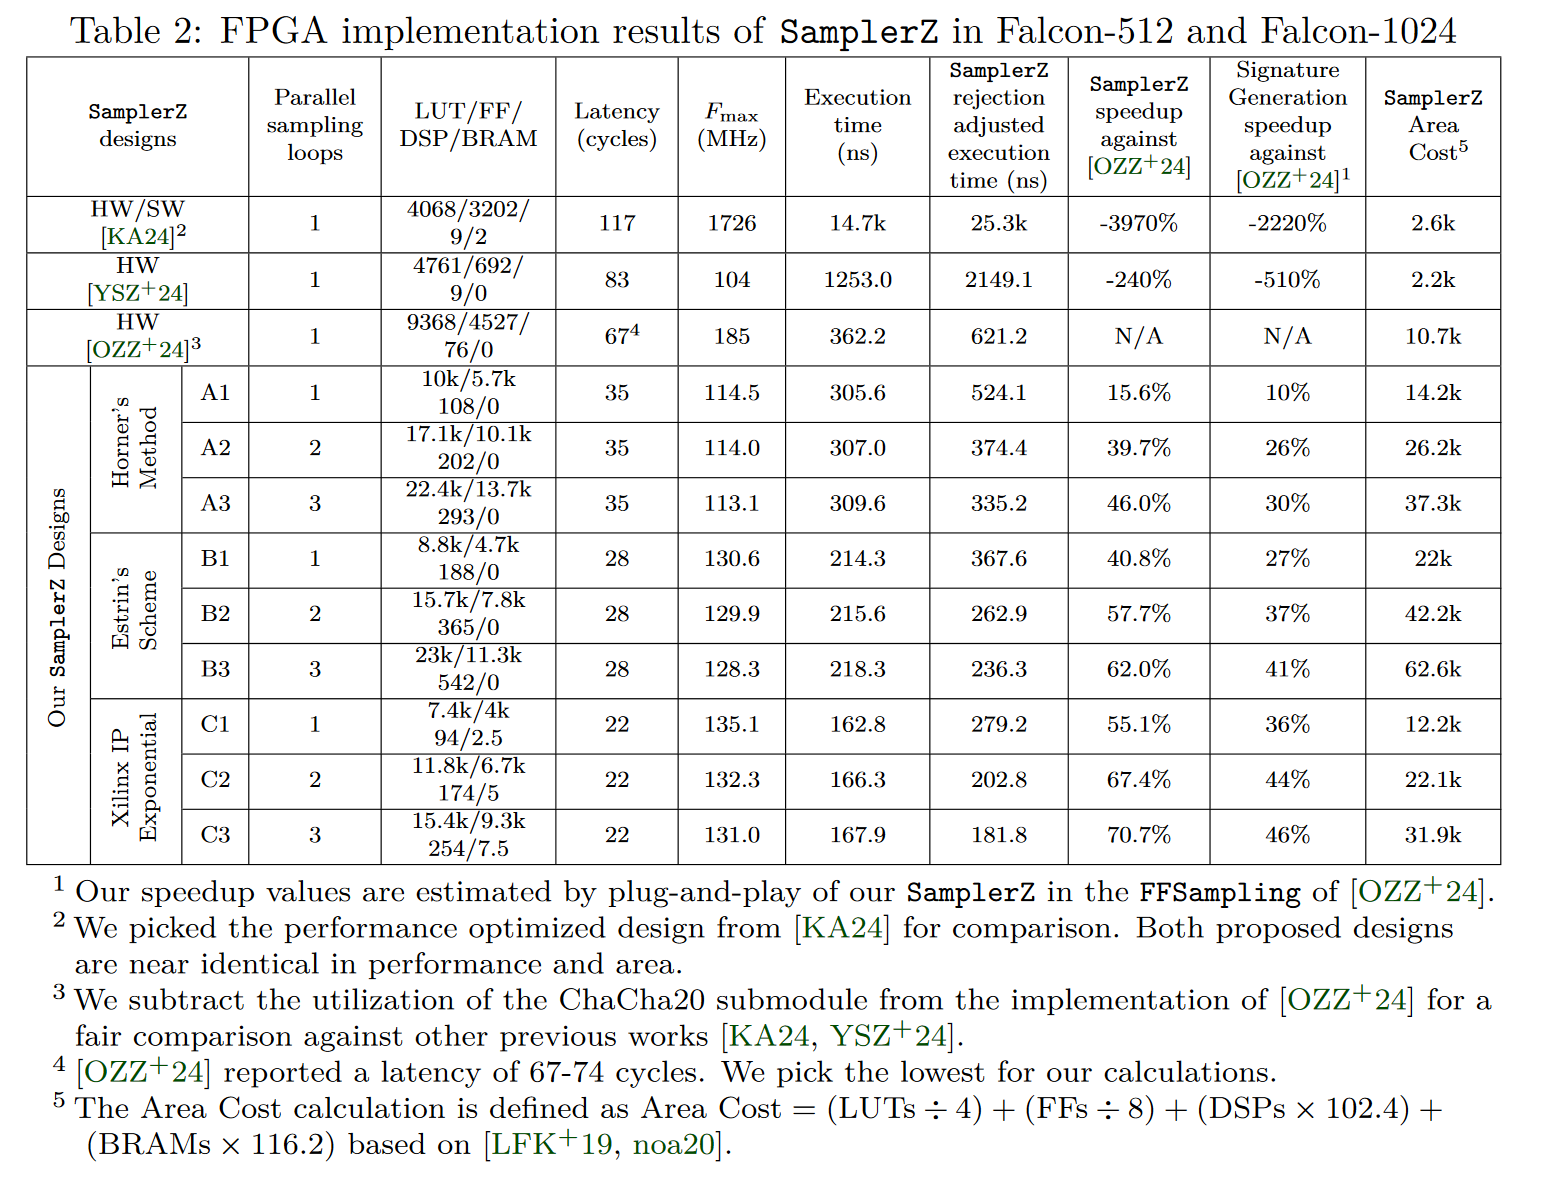 Table 2: FPGA implementation results of SamplerZ in Falcon-512 and Falcon-1024
SamplerZ designs | Parallel sampling loops | LUT/FF/ DSP/BRAM | Latency (cycles) | Fmax (MHz) | Execution time (ns) | SamplerZ rejection adjusted execution time (ns) | SamplerZ speedup against [OZZ+24] | Signature Generation speedup against [OZZ+24]1 | SamplerZ Area Cost5
HW/SW [KA24]2 | 1 | 4068/3202/ 9/2 | 117 | 1726 | 14.7k | 25.3k | -3970% | -2220% | 2.6k
HW [YSZ+24] | 1 | 4761/692/ 9/0 | 83 | 104 | 1253.0 | 2149.1 | -240% | -510% | 2.2k
HW [OZZ+24]3 | 1 | 9368/4527/ 76/0 | 674 | 185 | 362.2 | 621.2 | N/A | N/A | 10.7k
Our SamplerZ Designs
Horner's Method
A1 | 1 | 10k/5.7k 108/0 | 35 | 114.5 | 305.6 | 524.1 | 15.6% | 10% | 14.2k
A2 | 2 | 17.1k/10.1k 202/0 | 35 | 114.0 | 307.0 | 374.4 | 39.7% | 26% | 26.2k
A3 | 3 | 22.4k/13.7k 293/0 | 35 | 113.1 | 309.6 | 335.2 | 46.0% | 30% | 37.3k
Estrin's Scheme
B1 | 1 | 8.8k/4.7k 188/0 | 28 | 130.6 | 214.3 | 367.6 | 40.8% | 27% | 22k
B2 | 2 | 15.7k/7.8k 365/0 | 28 | 129.9 | 215.6 | 262.9 | 57.7% | 37% | 42.2k
B3 | 3 | 23k/11.3k 542/0 | 28 | 128.3 | 218.3 | 236.3 | 62.0% | 41% | 62.6k
Xilinx IP Exponential
C1 | 1 | 7.4k/4k 94/2.5 | 22 | 135.1 | 162.8 | 279.2 | 55.1% | 36% | 12.2k
C2 | 2 | 11.8k/6.7k 174/5 | 22 | 132.3 | 166.3 | 202.8 | 67.4% | 44% | 22.1k
C3 | 3 | 15.4k/9.3k 254/7.5 | 22 | 131.0 | 167.9 | 181.8 | 70.7% | 46% | 31.9k
1 Our speedup values are estimated by plug-and-play of our SamplerZ in the FFSampling of [OZZ+24].
2 We picked the performance optimized design from [KA24] for comparison. Both proposed designs
are near identical in performance and area.
3 We subtract the utilization of the ChaCha20 submodule from the implementation of [OZZ+24] for a
fair comparison against other previous works [KA24, YSZ+24].
4 [OZZ+24] reported a latency of 67-74 cycles. We pick the lowest for our calculations.
5 The Area Cost calculation is defined as Area Cost = (LUTs ÷ 4) + (FFs ÷ 8) + (DSPs × 102.4) +
(BRAMs × 116.2) based on [LFK+19, noa20].